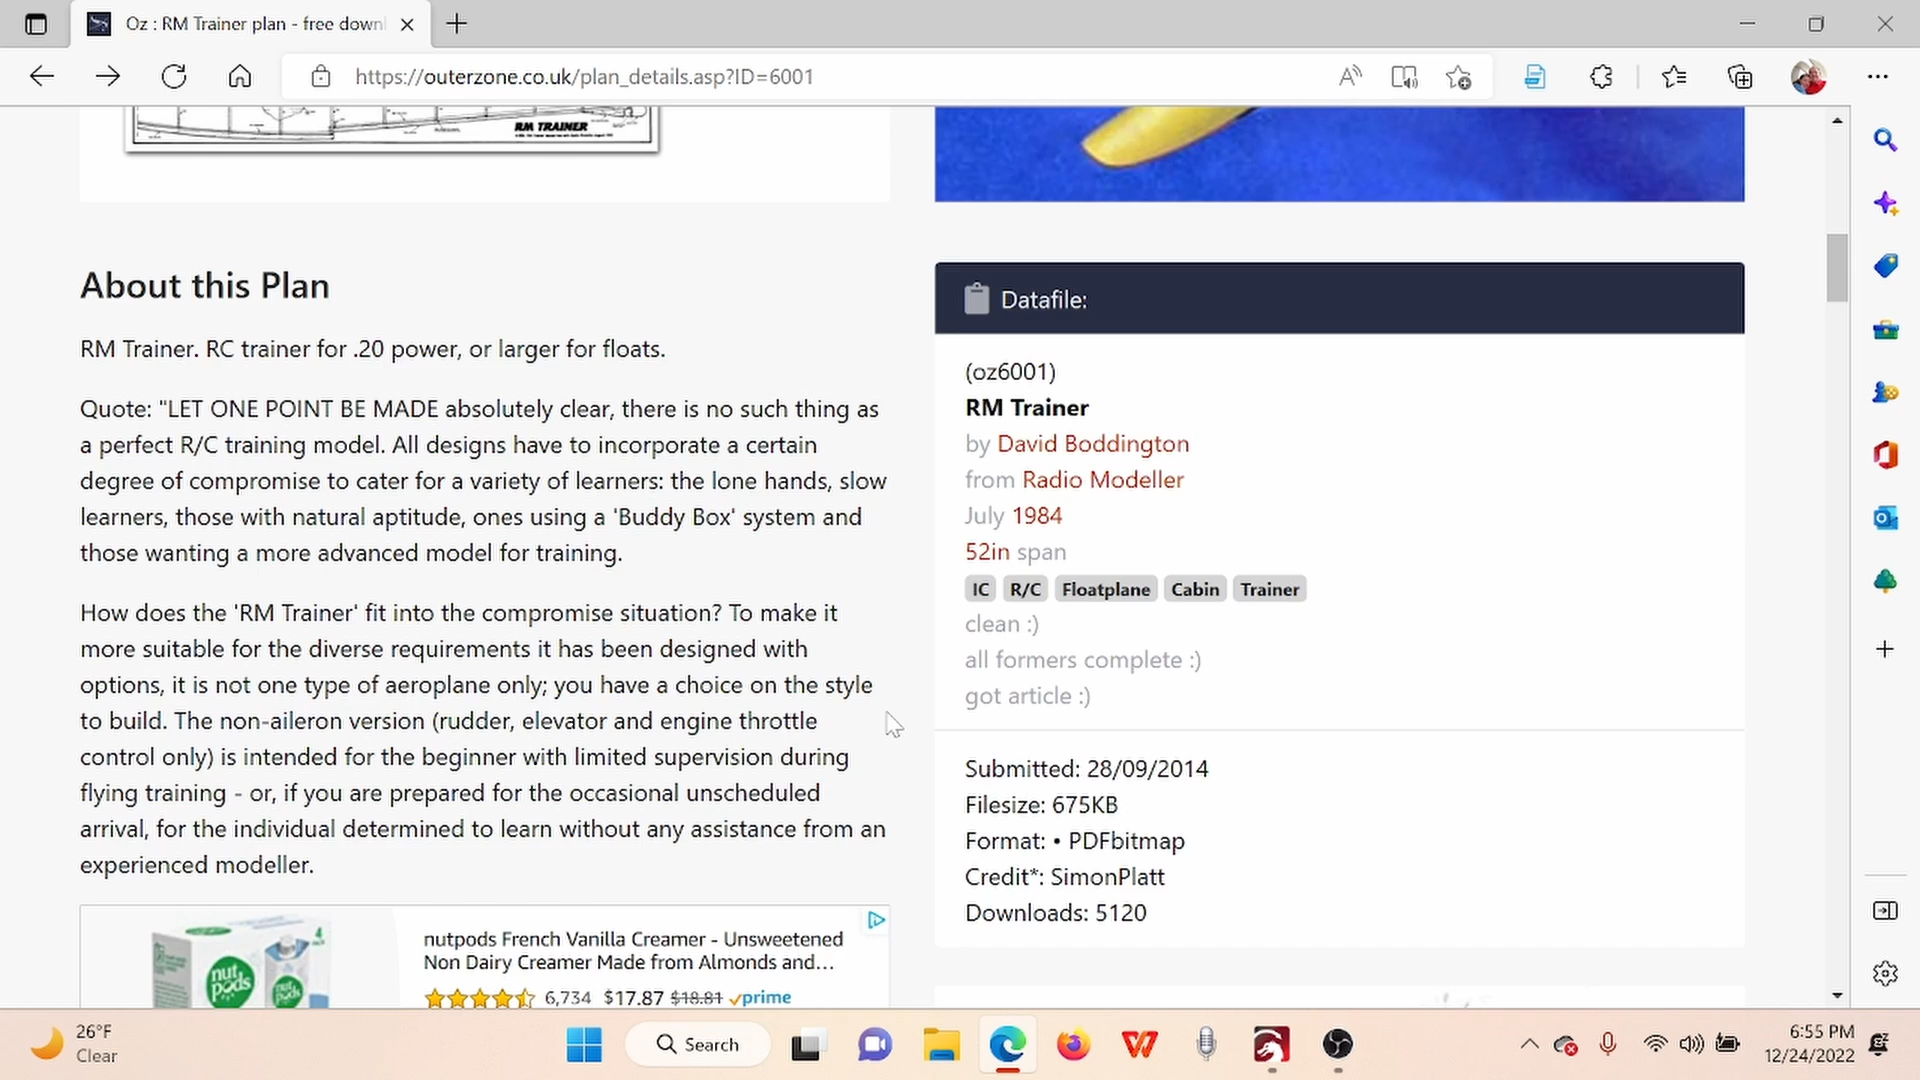 Oz : RM Trainer plan - free downl
https://outerzone.co.uk/plan_details.asp?ID=6001
RM TRAINER
About this Plan
RM Trainer. RC trainer for .20 power, or larger for floats.
Quote: "LET ONE POINT BE MADE absolutely clear, there is no such thing as
a perfect R/C training model. All designs have to incorporate a certain
degree of compromise to cater for a variety of learners: the lone hands, slow
learners, those with natural aptitude, ones using a 'Buddy Box' system and
those wanting a more advanced model for training.
How does the 'RM Trainer' fit into the compromise situation? To make it
more suitable for the diverse requirements it has been designed with
options, it is not one type of aeroplane only; you have a choice on the style
to build. The non-aileron version (rudder, elevator and engine throttle
control only) is intended for the beginner with limited supervision during
flying training - or, if you are prepared for the occasional unscheduled
arrival, for the individual determined to learn without any assistance from an
experienced modeller.
nut pods
nut pods
4
nutpods French Vanilla Creamer - Unsweetened
Non Dairy Creamer Made from Almonds and...
6,734 $17.87 $18.81 prime
Datafile:
(oz6001)
RM Trainer
by David Boddington
from Radio Modeller
July 1984
52in span
IC R/C Floatplane Cabin Trainer
clean :)
all formers complete :)
got article :)
Submitted: 28/09/2014
Filesize: 675KB
Format: • PDFbitmap
Credit*: SimonPlatt
Downloads: 5120
26°F
Clear
Search
6:55 PM
12/24/2022